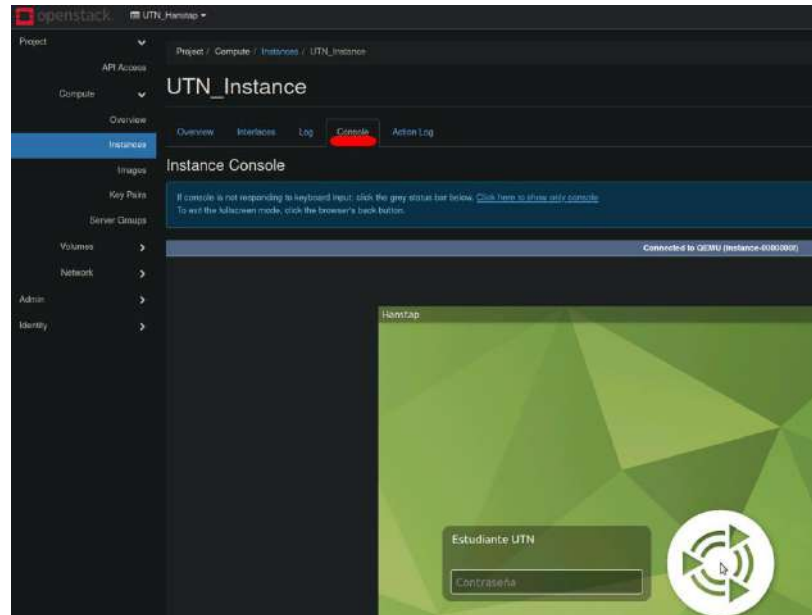 openstack. UTN_Hamstap
Project
API Access
Compute
Overview
Instances
Images
Key Pairs
Server Groups
Volumes
Network
Admin
Identity
Project / Compute / Instances / UTN_Instance
UTN_Instance
Overview Interfaces Log Console Action Log
Instance Console
If console is not responding to keyboard input: click the grey status bar below. Click here to show only console
To exit the fullscreen mode, click the browser's back button.
Connected to QEMU (instance-0000000f)
Hamstap
Estudiante UTN
Contraseña